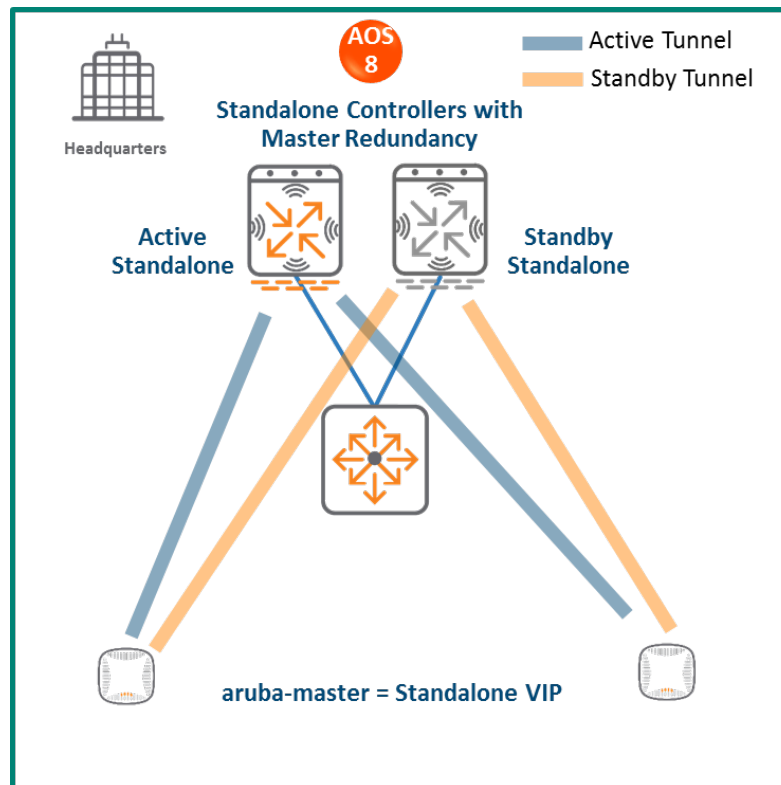 AOS
8
Active Tunnel
Standby Tunnel
Headquarters
Standalone Controllers with
Master Redundancy
Active
Standalone
Standby
Standalone
aruba-master = Standalone VIP